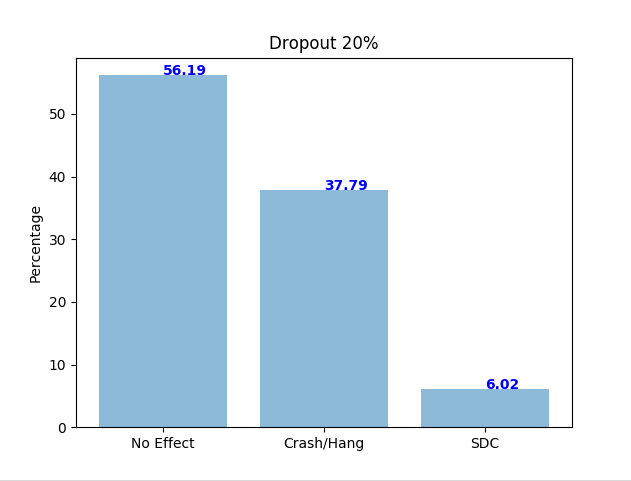 Dropout 20%
Percentage
50
40
30
20
10
0
56.19
37.79
6.02
No Effect
Crash/Hang
SDC